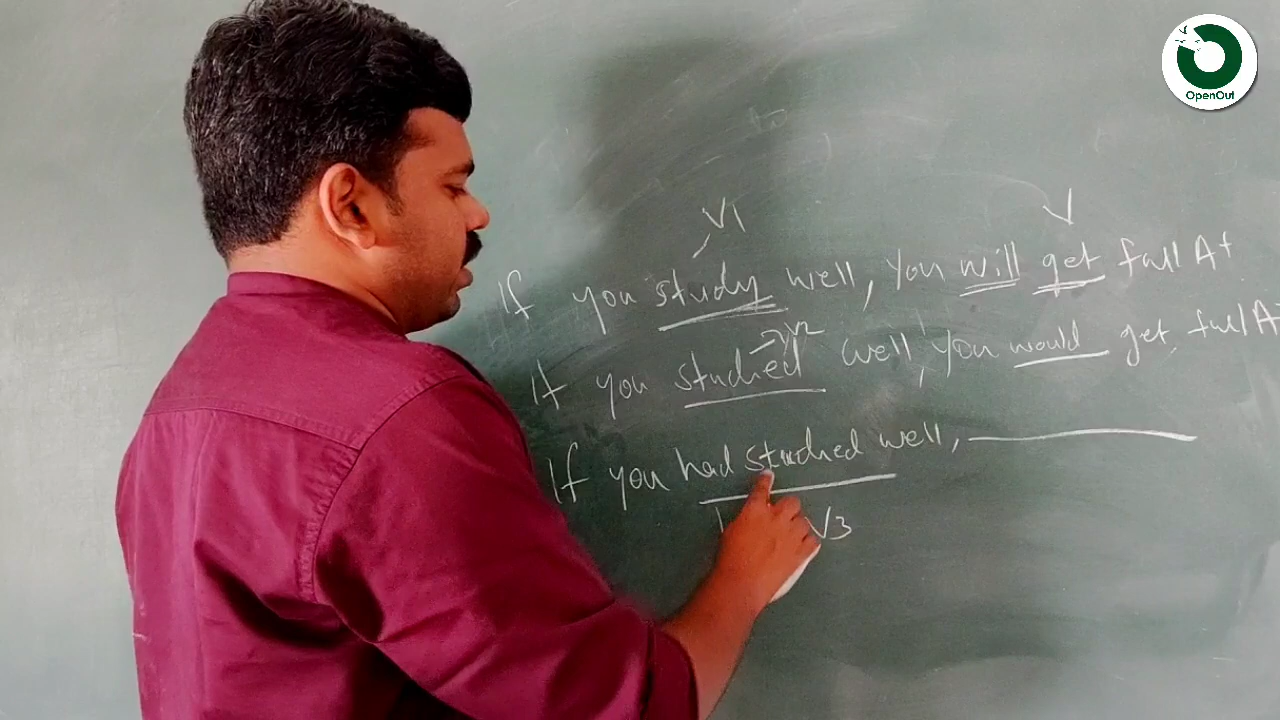 OpenOut
V1 V
If you study well, you will get full A+
V2
If you studied well, you would get full A
If you had studied well,
V3